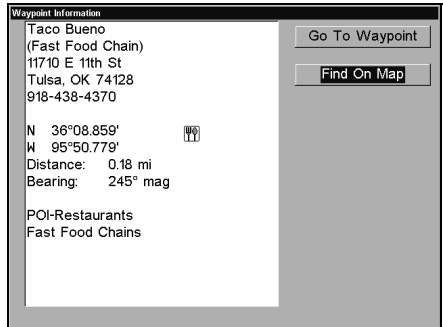 Waypoint Information
Taco Bueno
(Fast Food Chain)
11710 E 11th St
Tulsa, OK 74128
918-438-4370
N 36°08.859'
W 95°50.779'
Distance: 0.18 mi
Bearing: 245° mag
POI-Restaurants
Fast Food Chains
Go To Waypoint
Find On Map